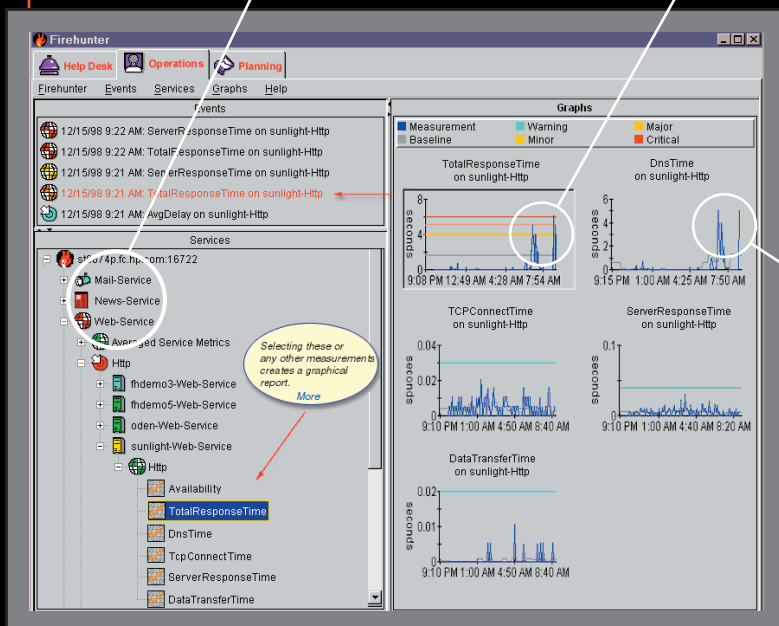 Firehunter
Help Desk
Operations
Planning
Firehunter Events Services Graphs Help
Events
12/15/98 9:22 AM: ServerResponseTime on sunlight-Http
12/15/98 9:22 AM: TotalResponseTime on sunlight-Http
12/15/98 9:21 AM: ServerResponseTime on sunlight-Http
12/15/98 9:21 AM: TotalResponseTime on sunlight-Http
12/15/98 9:21 AM: AvgDelay on sunlight-Http
Services
Mail-Service
News-Service
Web-Service
Averaged Service Metrics
Http
fhdemo3-Web-Service
fhdemo5-Web-Service
oden-Web-Service
sunlight-Web-Service
Http
Availability
TotalResponseTime
DnsTime
TcpConnectTime
ServerResponseTime
DataTransferTime
Selecting these or
any other measurements
creates a graphical
report.
More
Graphs
Measurement Warning Major
Baseline Minor Critical
TotalResponseTime
on sunlight-Http
8
4
0
seconds
9:08 PM 12:49 AM 4:28 AM 7:54 AM
DnsTime
on sunlight-Http
6
4
2
0
seconds
9:15 PM 1:00 AM 4:25 AM 7:50 AM
TCPConnectTime
on sunlight-Http
0.04
0.02
0
seconds
9:10 PM 1:00 AM 4:50 AM 8:40 AM
ServerResponseTime
on sunlight-Http
0.1
0
seconds
9:10 PM 1:00 AM 4:40 AM 8:20 AM
DataTransferTime
on sunlight-Http
0.02
0.01
0
seconds
9:10 PM 1:00 AM 4:50 AM 8:40 AM